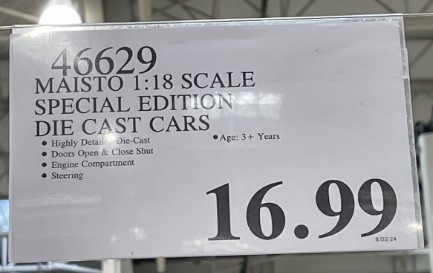 46629
MAISTO 1:18 SCALE
SPECIAL EDITION
DIE CAST CARS
• Highly Detailed Die-Cast
• Doors Open & Close Shut
• Engine Compartment
• Steering
• Age: 3+ Years
16.99
8/02/24